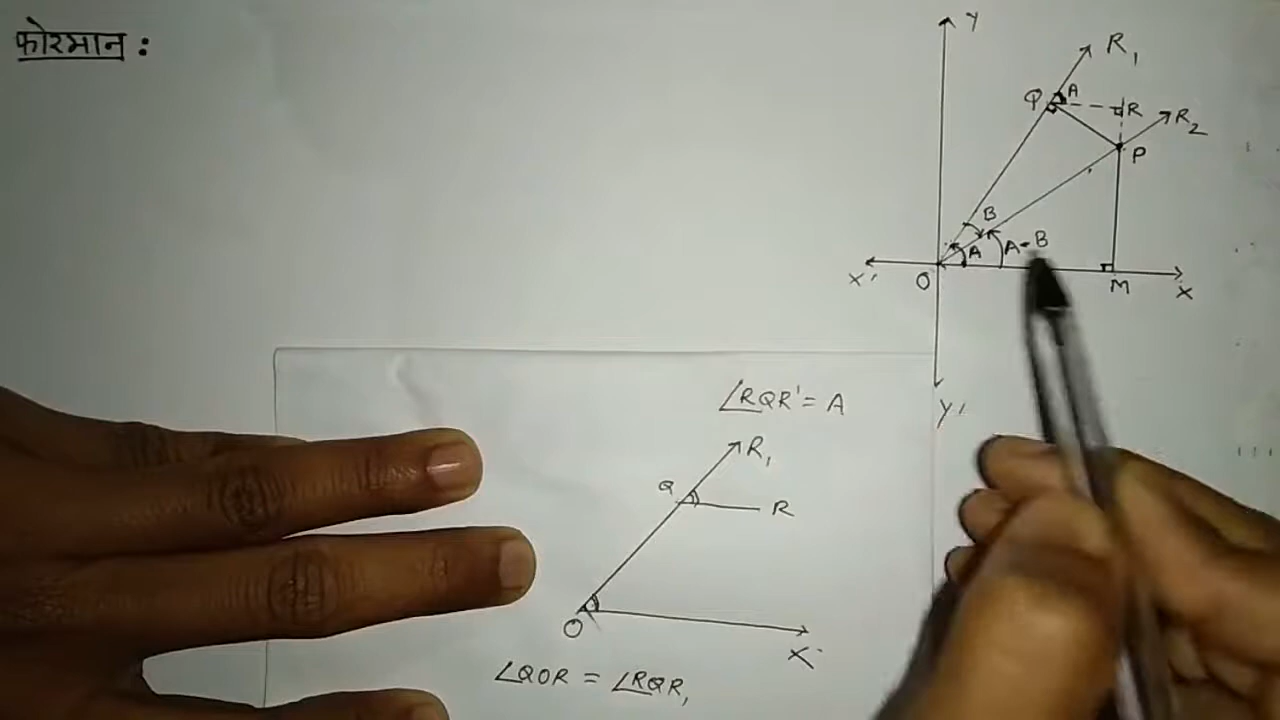 फोरमान :
Y
R₁
Q A R
R₂
P
B
A A-B
X' O M X
Y'
∠RQR' = A
R₁
Q R
O
X
∠QOR = ∠RQR₁